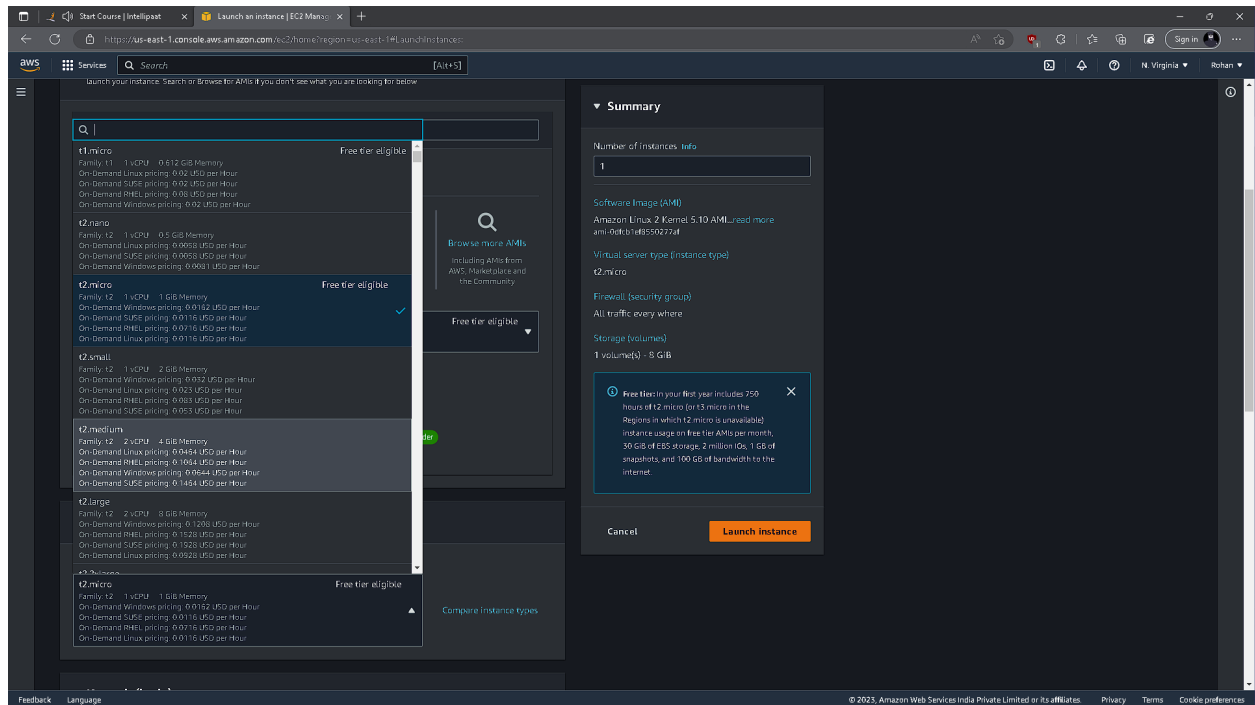 Start Course | Intellipaat
Launch an instance | EC2 Manag
https://us-east-1.console.aws.amazon.com/ec2/home?region=us-east-1#LaunchInstances:
Sign in
aws
Services
Search
[Alt+S]
N. Virginia
Rohan
launch your instance. Search or Browse for AMIs if you don't see what you are looking for below
t1.micro
Free tier eligible
Family: t1 1 vCPU 0.612 GiB Memory
On-Demand Linux pricing: 0.02 USD per Hour
On-Demand SUSE pricing: 0.02 USD per Hour
On-Demand RHEL pricing: 0.08 USD per Hour
On-Demand Windows pricing: 0.02 USD per Hour
t2.nano
Family: t2 1 vCPU 0.5 GiB Memory
On-Demand Linux pricing: 0.0058 USD per Hour
On-Demand SUSE pricing: 0.0058 USD per Hour
On-Demand Windows pricing: 0.0081 USD per Hour
t2.micro
Free tier eligible
Family: t2 1 vCPU 1 GiB Memory
On-Demand Windows pricing: 0.0162 USD per Hour
On-Demand SUSE pricing: 0.0116 USD per Hour
On-Demand RHEL pricing: 0.0716 USD per Hour
On-Demand Linux pricing: 0.0116 USD per Hour
t2.small
Family: t2 1 vCPU 2 GiB Memory
On-Demand Windows pricing: 0.032 USD per Hour
On-Demand Linux pricing: 0.023 USD per Hour
On-Demand RHEL pricing: 0.083 USD per Hour
On-Demand SUSE pricing: 0.053 USD per Hour
t2.medium
Family: t2 2 vCPU 4 GiB Memory
On-Demand Linux pricing: 0.0464 USD per Hour
On-Demand RHEL pricing: 0.1064 USD per Hour
On-Demand Windows pricing: 0.0644 USD per Hour
On-Demand SUSE pricing: 0.1464 USD per Hour
t2.large
Family: t2 2 vCPU 8 GiB Memory
On-Demand Windows pricing: 0.1208 USD per Hour
On-Demand RHEL pricing: 0.1528 USD per Hour
On-Demand SUSE pricing: 0.1928 USD per Hour
On-Demand Linux pricing: 0.0928 USD per Hour
t2.micro
Free tier eligible
Family: t2 1 vCPU 1 GiB Memory
On-Demand Windows pricing: 0.0162 USD per Hour
On-Demand SUSE pricing: 0.0116 USD per Hour
On-Demand RHEL pricing: 0.0716 USD per Hour
On-Demand Linux pricing: 0.0116 USD per Hour
Browse more AMIs
Including AMIs from
AWS, Marketplace and
the Community
Free tier eligible
der
Compare instance types
Summary
Number of instances Info
1
Software Image (AMI)
Amazon Linux 2 Kernel 5.10 AMI...read more
ami-0dfcb1ef8550277af
Virtual server type (instance type)
t2.micro
Firewall (security group)
All traffic every where
Storage (volumes)
1 volume(s) - 8 GiB
Free tier: In your first year includes 750
hours of t2.micro (or t3.micro in the
Regions in which t2.micro is unavailable)
instance usage on free tier AMIs per month,
30 GiB of EBS storage, 2 million IOs, 1 GB of
snapshots, and 100 GB of bandwidth to the
internet.
Cancel
Launch instance
Feedback
Language
© 2023, Amazon Web Services India Private Limited or its affiliates.
Privacy
Terms
Cookie preferences